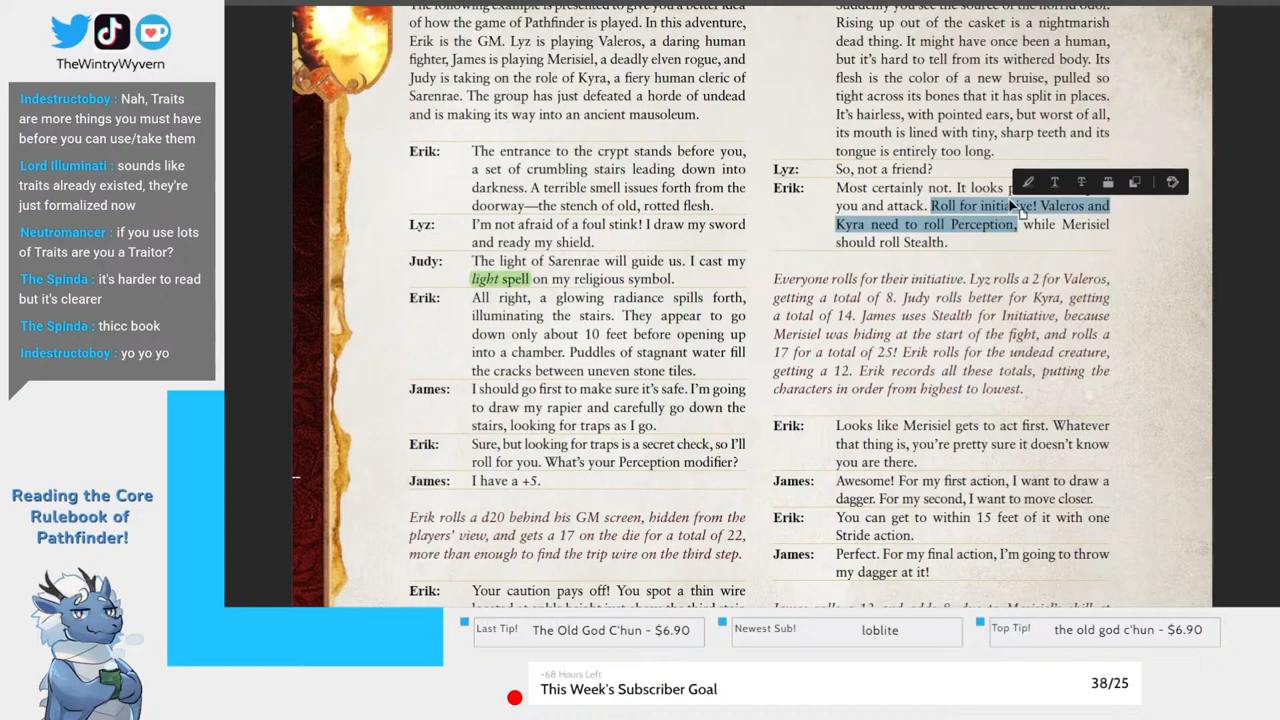 TheWintryWyvern
Indestructoboy : Nah, Traits
are more things you must have
before you can use/take them
Lord Illuminati : sounds like
traits already existed, they're
just formalized now
Neutromancer : if you use lots
of Traits are you a Traitor?
The Spinda : it's harder to read
but it's clearer
The Spinda : thicc book
Indestructoboy : yo yo yo
Reading the Core
Rulebook of
Pathfinder!
of how the game of Pathfinder is played. In this adventure,
Erik is the GM. Lyz is playing Valeros, a daring human
fighter, James is playing Merisiel, a deadly elven rogue, and
Judy is taking on the role of Kyra, a fiery human cleric of
Sarenrae. The group has just defeated a horde of undead
and is making its way into an ancient mausoleum.
Erik: The entrance to the crypt stands before you,
a set of crumbling stairs leading down into
darkness. A terrible smell issues forth from the
doorway—the stench of old, rotted flesh.
Lyz: I'm not afraid of a foul stink! I draw my sword
and ready my shield.
Judy: The light of Sarenrae will guide us. I cast my
light spell on my religious symbol.
Erik: All right, a glowing radiance spills forth,
illuminating the stairs. They appear to go
down only about 10 feet before opening up
into a chamber. Puddles of stagnant water fill
the cracks between uneven stone tiles.
James: I should go first to make sure it's safe. I'm going
to draw my rapier and carefully go down the
stairs, looking for traps as I go.
Erik: Sure, but looking for traps is a secret check, so I'll
roll for you. What's your Perception modifier?
James: I have a +5.
Erik rolls a d20 behind his GM screen, hidden from the
players' view, and gets a 17 on the die for a total of 22,
more than enough to find the trip wire on the third step.
Erik: Your caution pays off! You spot a thin wire
Rising up out of the casket is a nightmarish
dead thing. It might have once been a human,
but it's hard to tell from its withered body. Its
flesh is the color of a new bruise, pulled so
tight across its bones that it has split in places.
It's hairless, with pointed ears, but worst of all,
its mouth is lined with tiny, sharp teeth and its
tongue is entirely too long.
Lyz: So, not a friend?
Erik: Most certainly not. It looks
you and attack. Roll for initiative! Valeros and
Kyra need to roll Perception, while Merisiel
should roll Stealth.
Everyone rolls for their initiative. Lyz rolls a 2 for Valeros,
getting a total of 8. Judy rolls better for Kyra, getting
a total of 14. James uses Stealth for Initiative, because
Merisiel was hiding at the start of the fight, and rolls a
17 for a total of 25! Erik rolls for the undead creature,
getting a 12. Erik records all these totals, putting the
characters in order from highest to lowest.
Erik: Looks like Merisiel gets to act first. Whatever
that thing is, you're pretty sure it doesn't know
you are there.
James: Awesome! For my first action, I want to draw a
dagger. For my second, I want to move closer.
Erik: You can get to within 15 feet of it with one
Stride action.
James: Perfect. For my final action, I'm going to throw
my dagger at it!
Last Tip! The Old God C'hun - $6.90
Newest Sub! loblite
Top Tip! the old god c'hun - $6.90
-68 Hours Left
This Week's Subscriber Goal 38/25